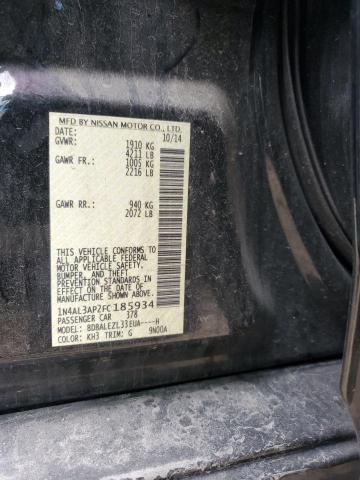 MFD BY NISSAN MOTOR CO., LTD.
DATE: 10/14
GVWR: 1910 KG
4211 LB
GAWR FR: 1005 KG
2216 LB
GAWR RR: 940 KG
2072 LB
THIS VEHICLE CONFORMS TO
ALL APPLICABLE FEDERAL
MOTOR VEHICLE SAFETY,
BUMPER, AND THEFT
PREVENTION STANDARDS IN
EFFECT ON THE DATE OF
MANUFACTURE SHOWN ABOVE.
1N4AL3AP2FC185934
PASSENGER CAR 378
MODEL: BDBALEZL33EUA----H
COLOR: KH3 TRIM: G 9N00A